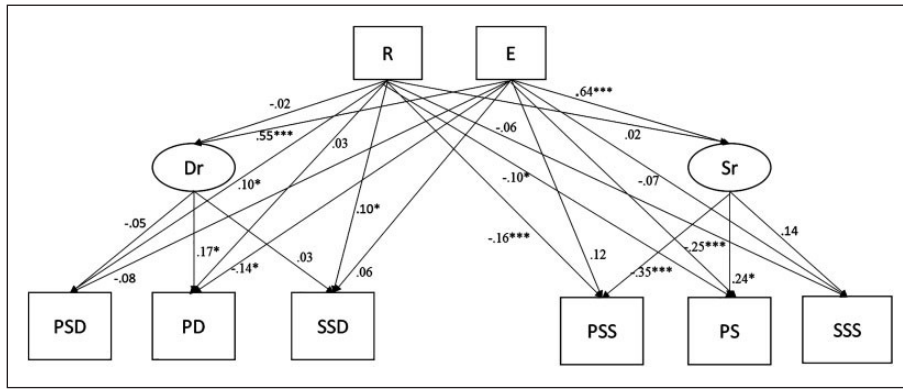 R E
-.02 .64***
.55*** .03 -.06 .02
Dr Sr
.10* -.10* -.07
-.05 .10* .14
.17* .03 -.16*** .12 -.25***
-.08 -.14* .06 -.35*** .24*
PSD PD SSD PSS PS SSS